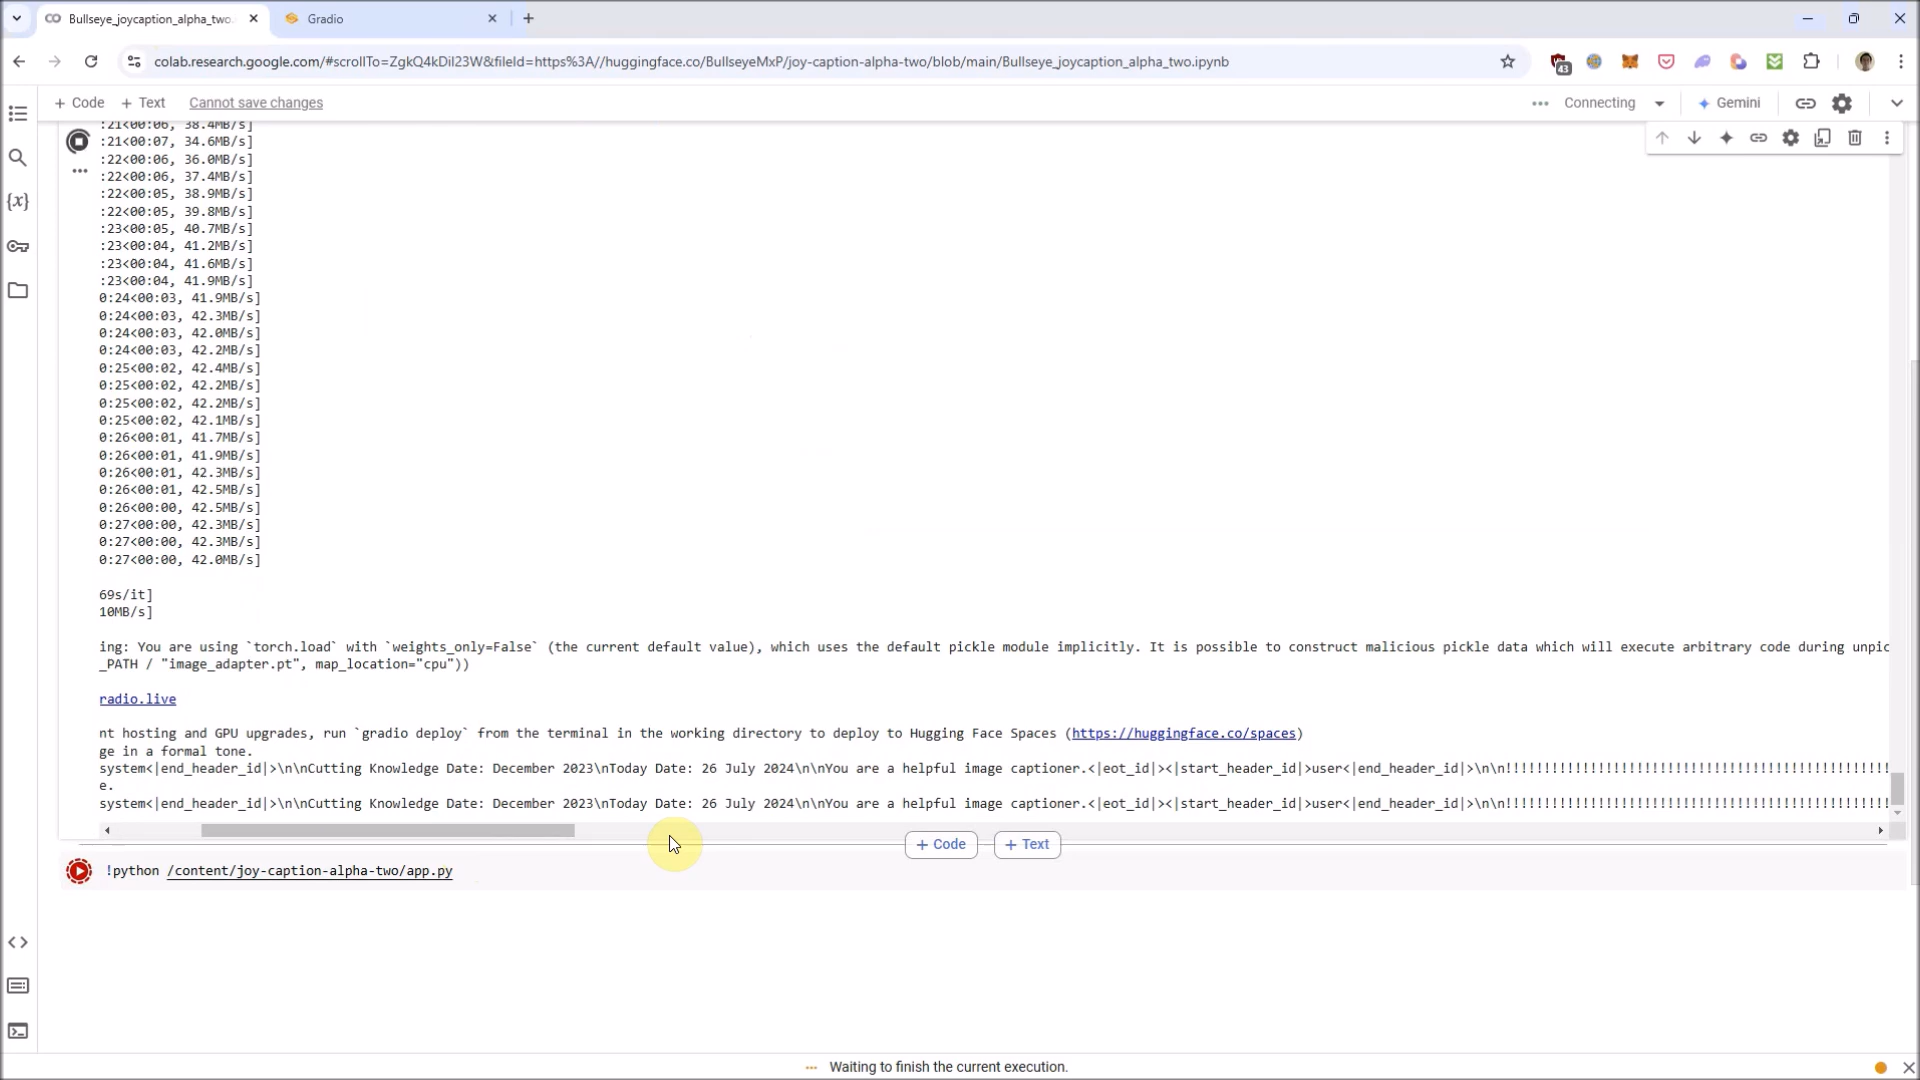 Bullseye_joycaption_alpha_two.
Gradio
colab.research.google.com/#scrollTo=ZgkQ4kDiI23W&fileId=https%3A//huggingface.co/BullseyeMxP/joy-caption-alpha-two/blob/main/Bullseye_joycaption_alpha_two.ipynb
43
+ Code + Text Cannot save changes
Connecting
Gemini
:21<00:06, 38.4MB/s]
:21<00:07, 34.6MB/s]
:22<00:06, 36.0MB/s]
:22<00:06, 37.4MB/s]
:22<00:05, 38.9MB/s]
:22<00:05, 39.8MB/s]
:23<00:05, 40.7MB/s]
:23<00:04, 41.2MB/s]
:23<00:04, 41.6MB/s]
:23<00:04, 41.9MB/s]
0:24<00:03, 41.9MB/s]
0:24<00:03, 42.3MB/s]
0:24<00:03, 42.0MB/s]
0:24<00:03, 42.2MB/s]
0:25<00:02, 42.4MB/s]
0:25<00:02, 42.2MB/s]
0:25<00:02, 42.2MB/s]
0:25<00:02, 42.1MB/s]
0:26<00:01, 41.7MB/s]
0:26<00:01, 41.9MB/s]
0:26<00:01, 42.3MB/s]
0:26<00:01, 42.5MB/s]
0:26<00:00, 42.5MB/s]
0:27<00:00, 42.3MB/s]
0:27<00:00, 42.3MB/s]
0:27<00:00, 42.0MB/s]
69s/it]
10MB/s]
ing: You are using `torch.load` with `weights_only=False` (the current default value), which uses the default pickle module implicitly. It is possible to construct malicious pickle data which will execute arbitrary code during unpic
_PATH / "image_adapter.pt", map_location="cpu"))
radio.live
nt hosting and GPU upgrades, run `gradio deploy` from the terminal in the working directory to deploy to Hugging Face Spaces (https://huggingface.co/spaces)
ge in a formal tone.
system<|end_header_id|>\n\nCutting Knowledge Date: December 2023\nToday Date: 26 July 2024\n\nYou are a helpful image captioner.<|eot_id|><|start_header_id|>user<|end_header_id|>\n\n!!!!!!!!!!!!!!!!!!!!!!!!!!!!!!!!!!!!!!!!!!!!!!!!!!
e.
system<|end_header_id|>\n\nCutting Knowledge Date: December 2023\nToday Date: 26 July 2024\n\nYou are a helpful image captioner.<|eot_id|><|start_header_id|>user<|end_header_id|>\n\n!!!!!!!!!!!!!!!!!!!!!!!!!!!!!!!!!!!!!!!!!!!!!!!!!!
+ Code + Text
!python /content/joy-caption-alpha-two/app.py
Waiting to finish the current execution.